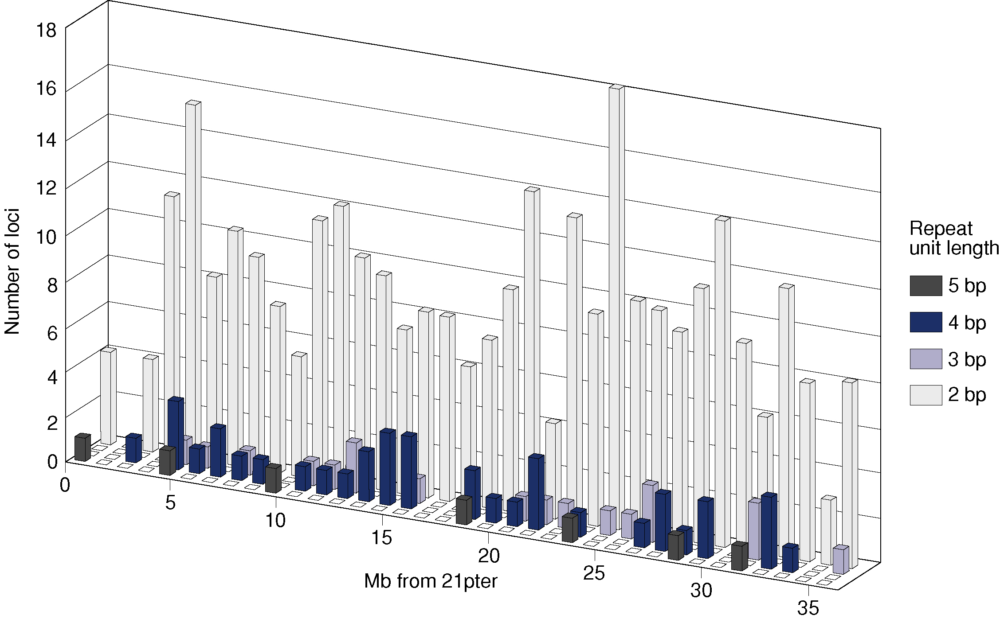 18
16
14
12
10
8
6
4
2
0
Number of loci
0
5
10
15
20
25
30
35
Mb from 21pter
Repeat
unit length
5 bp
4 bp
3 bp
2 bp